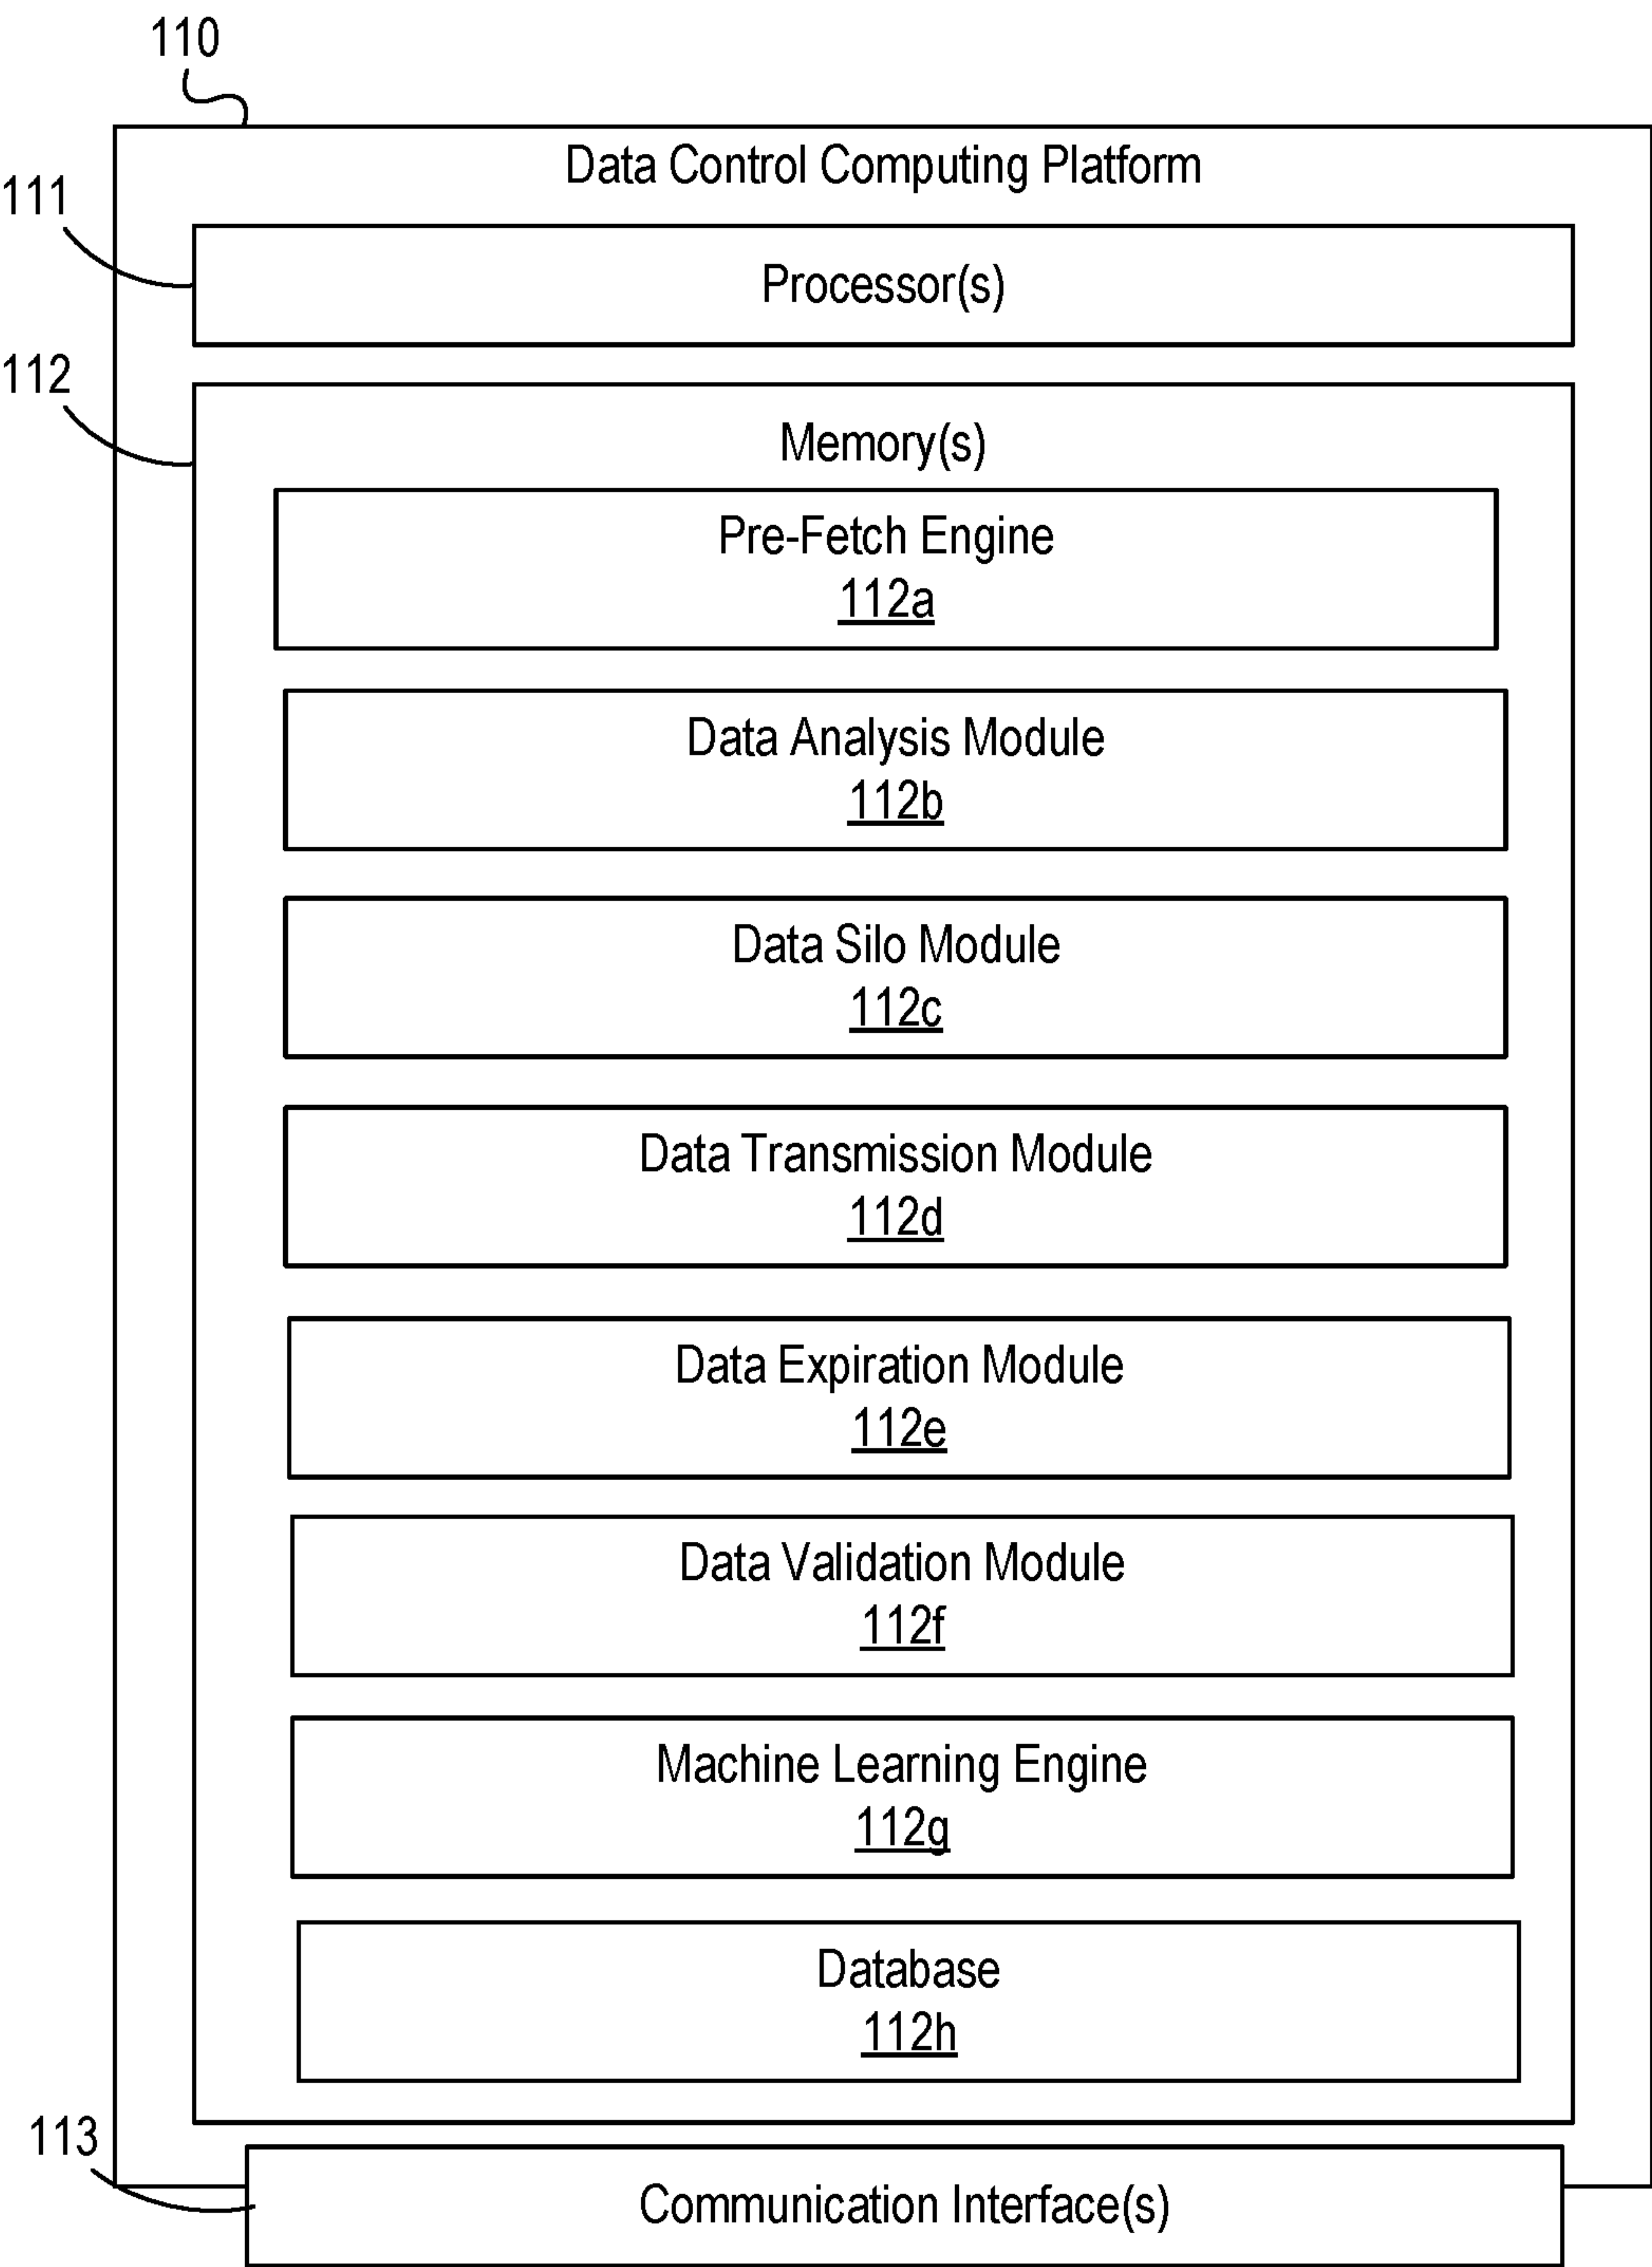 110
Data Control Computing Platform
111
Processor(s)
112
Memory(s)
Pre-Fetch Engine
112a
Data Analysis Module
112b
Data Silo Module
112c
Data Transmission Module
112d
Data Expiration Module
112e
Data Validation Module
112f
Machine Learning Engine
112g
Database
112h
113
Communication Interface(s)